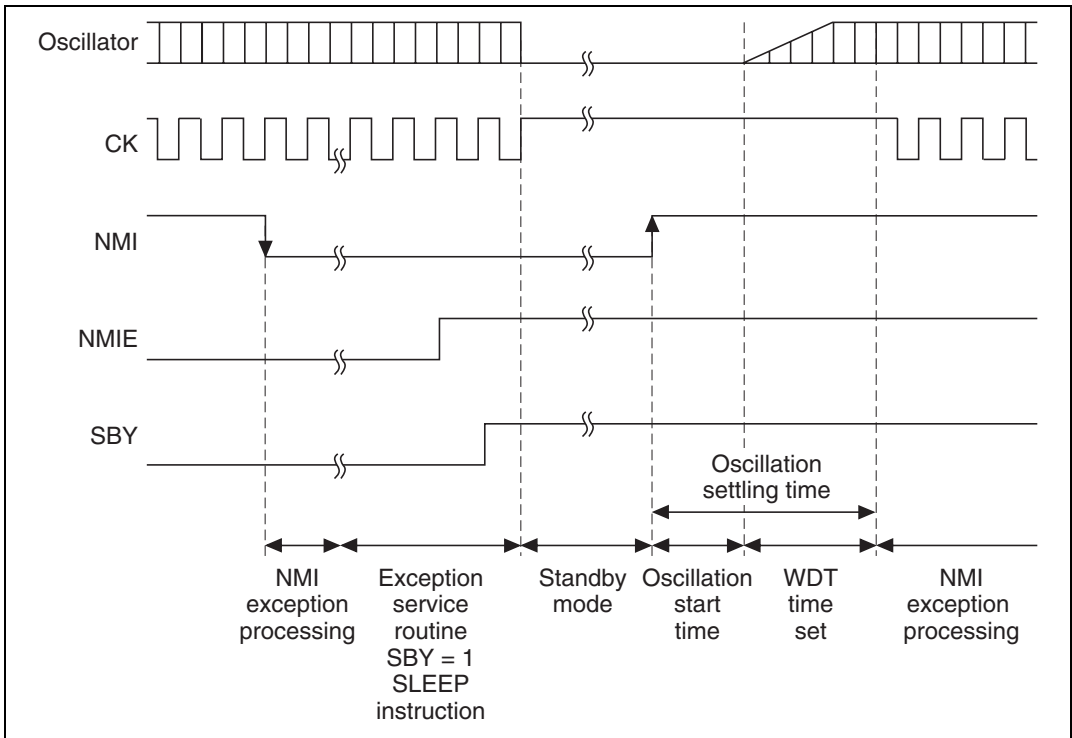 Oscillator
CK
NMI
NMIE
SBY
Oscillation
settling time
NMI
exception
processing
Exception
service
routine
SBY = 1
SLEEP
instruction
Standby
mode
Oscillation
start
time
WDT
time
set
NMI
exception
processing